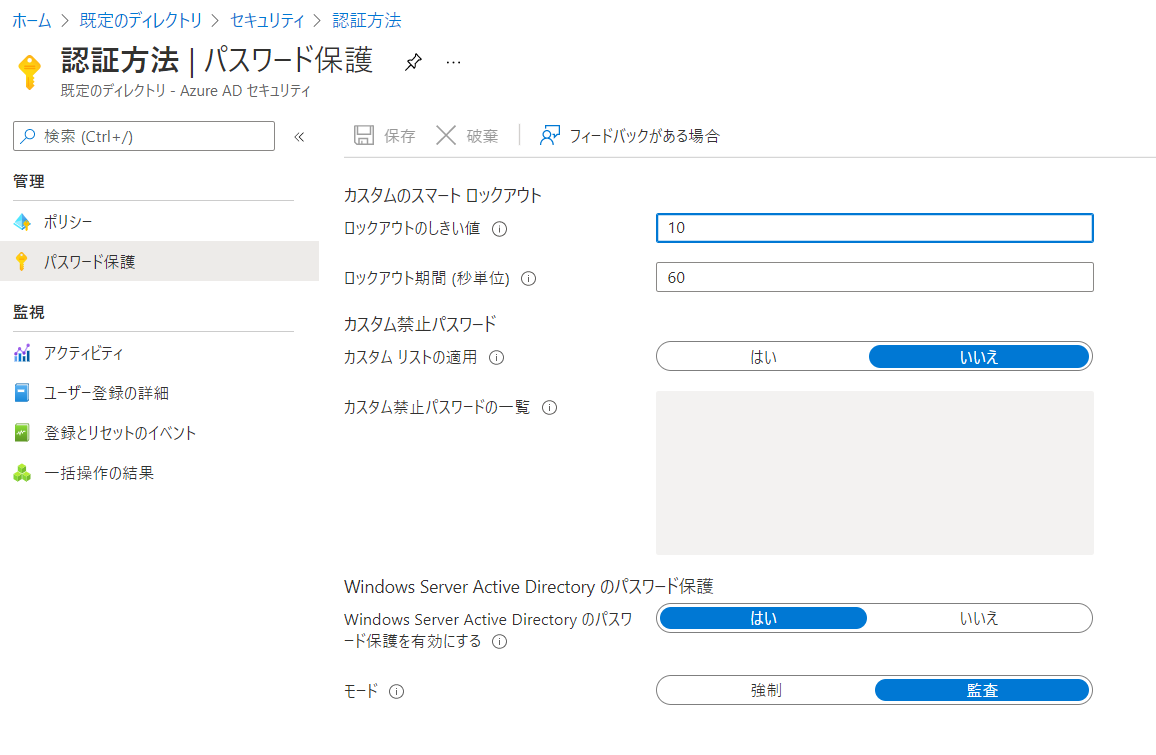 ホーム > 既定のディレクトリ > セキュリティ > 認証方法
認証方法 | パスワード保護 ...
既定のディレクトリ - Azure AD セキュリティ
検索 (Ctrl+/) «
管理
ポリシー
パスワード保護
監視
アクティビティ
ユーザー登録の詳細
登録とリセットのイベント
一括操作の結果
保存 破棄 フィードバックがある場合
カスタムのスマート ロックアウト
ロックアウトのしきい値 10
ロックアウト期間 (秒単位) 60
カスタム禁止パスワード
カスタム リストの適用 はい いいえ
カスタム禁止パスワードの一覧
Windows Server Active Directory のパスワード保護
Windows Server Active Directory のパスワ はい いいえ
ード保護を有効にする
モード 強制 監査